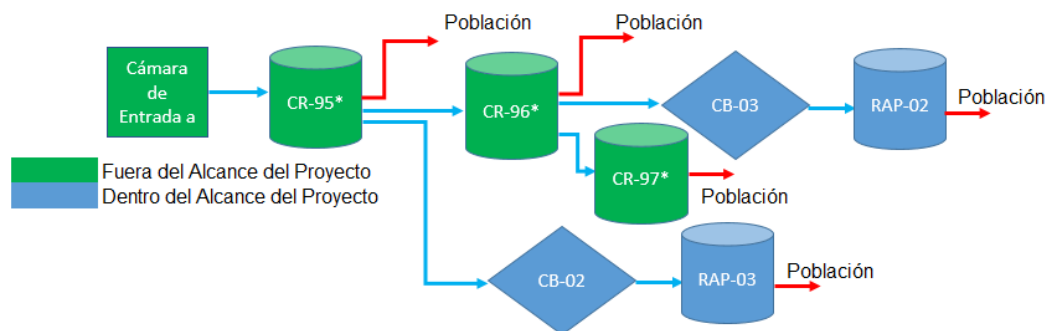 Población
Población
Cámara
de
Entrada a
CR-95*
CR-96*
CB-03
RAP-02
Población
Fuera del Alcance del Proyecto
Dentro del Alcance del Proyecto
CR-97*
Población
CB-02
RAP-03
Población